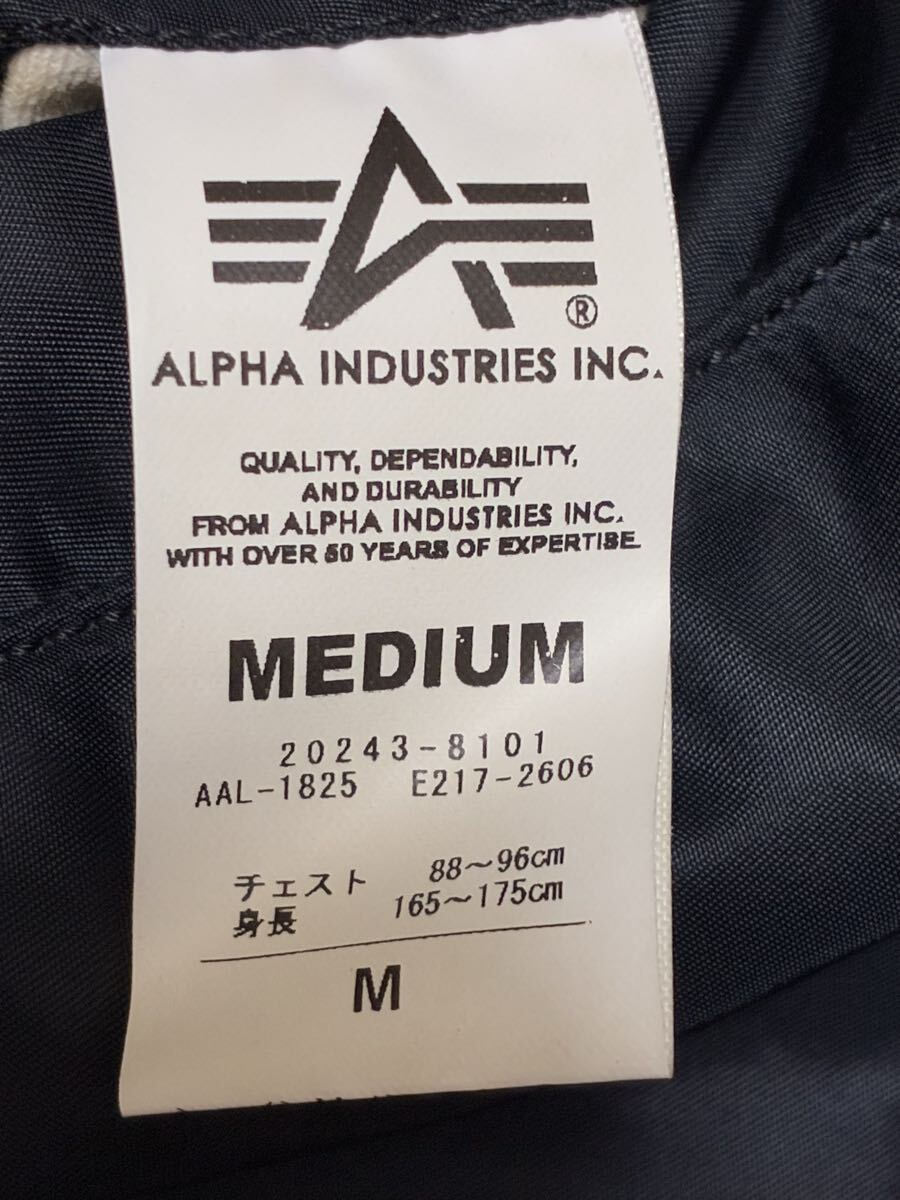 ®
ALPHA INDUSTRIES INC.
QUALITY, DEPENDABILITY,
AND DURABILITY
FROM ALPHA INDUSTRIES INC.
WITH OVER 50 YEARS OF EXPERTISE.
MEDIUM
20243-8101
AAL-1825 E217-2606
チェスト 88～96cm
身長 165～175cm
M